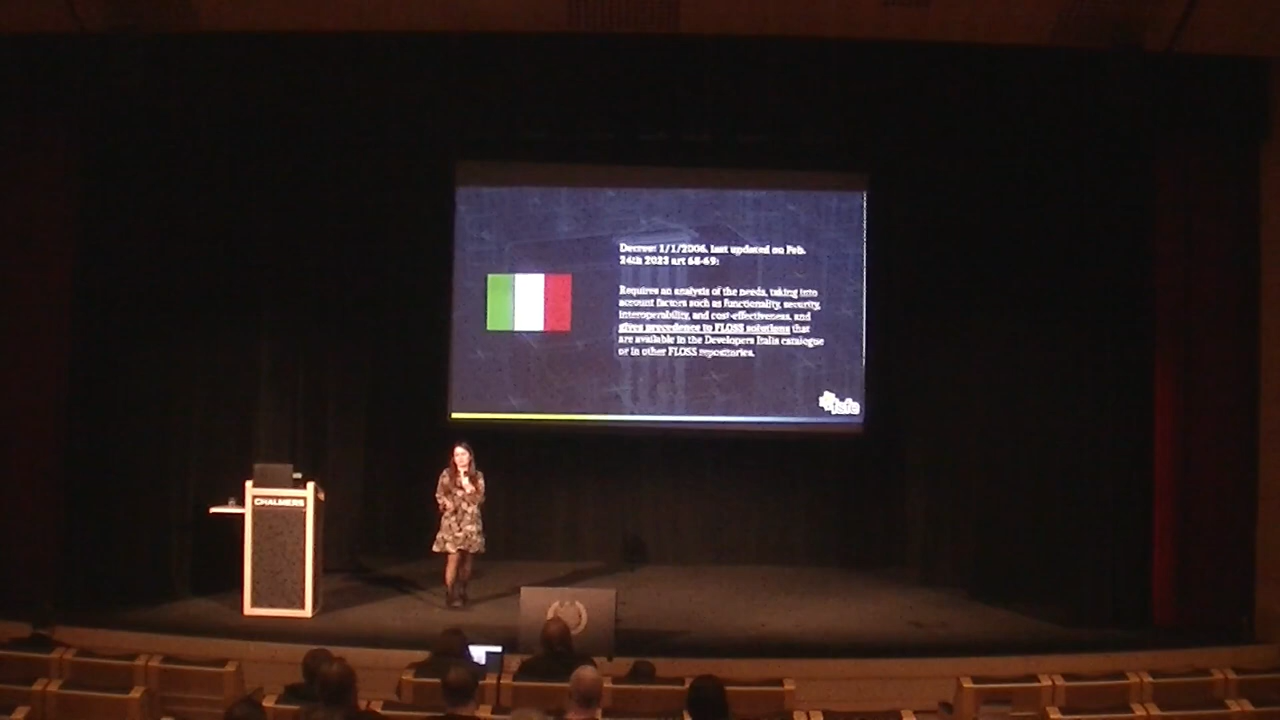 Decree: 1/1/2006, last updated on Feb.
24th 2023 art 68-69:
Requires an analysis of the needs, taking into
account factors such as functionality, security,
interoperability, and cost-effectiveness, and
gives precedence to FLOSS solutions that
are available in the Developers Italia catalogue
or in other FLOSS repositories.
fsfe
CHALMERS